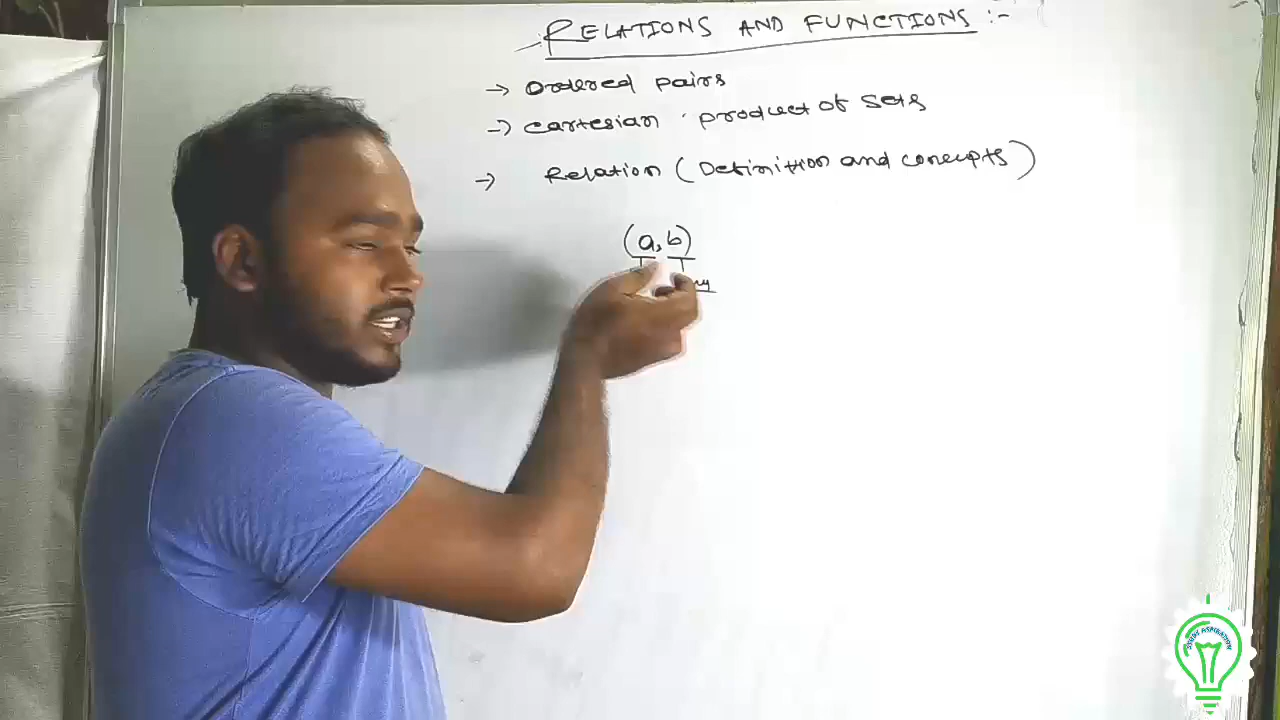 RELATIONS AND FUNCTIONS :-
→ Ordered pairs
→ Cartesian product of sets
→ Relation (Definition and concepts)
(a, b)